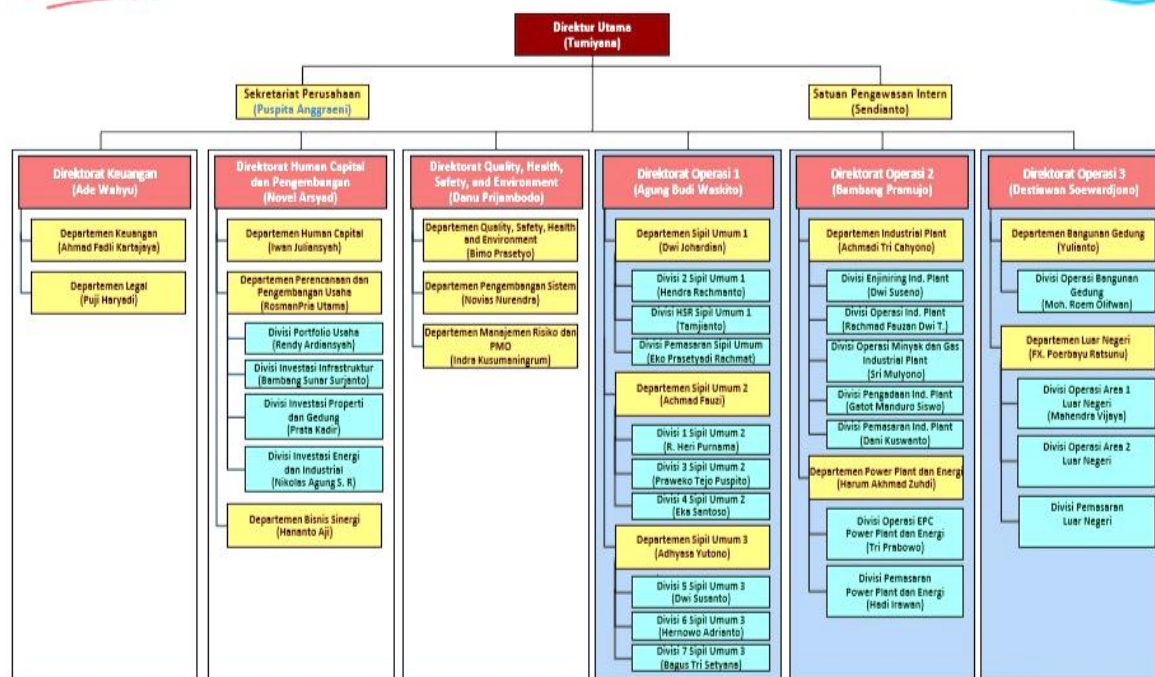 Direktur Utama
(Tumiyana)
Sekretariat Perusahaan
(Puspita Anggraeni)
Satuan Pengawasan Intern
(Sendianto)
Direktorat Keuangan
(Ade Wahyu)
Departemen Keuangan
(Ahmad Fadli Kartajaya)
Departemen Legal
(Puji Haryadi)
Direktorat Human Capital
dan Pengembangan
(Novel Arsyad)
Departemen Human Capital
(Iwan Juliansyah)
Departemen Perencanaan dan
Pengembangan Usaha
(RosmanPria Utama)
Divisi Portfolio Usaha
(Rendy Ardiansyah)
Divisi Investasi Infrastruktur
(Bambang Sunar Surjanto)
Divisi Investasi Properti
dan Gedung
(Prata Kadir)
Divisi Investasi Energi
dan Industrial
(Nikolas Agung S. R)
Departemen Bisnis Sinergi
(Hananto Aji)
Direktorat Quality, Health,
Safety, and Environment
(Danu Prijambodo)
Departemen Quality, Safety, Health
and Environment
(Bimo Prasetyo)
Departemen Pengembangan Sistem
(Novias Nurendra)
Departemen Manajemen Risiko dan
PMO
(Indra Kusumaningrum)
Direktorat Operasi 1
(Agung Budi Waskito)
Departemen Sipil Umum 1
(Dwi Johardian)
Divisi 2 Sipil Umum 1
(Hendra Rachmanto)
Divisi HSR Sipil Umum 1
(Tamjianto)
Divisi Pemasaran Sipil Umum
(Eko Prasetyadi Rachmat)
Departemen Sipil Umum 2
(Achmad Fauzi)
Divisi 1 Sipil Umum 2
(R. Heri Purnama)
Divisi 3 Sipil Umum 2
(Praweko Tejo Puspito)
Divisi 4 Sipil Umum 2
(Eka Santoso)
Departemen Sipil Umum 3
(Adhyasa Yutono)
Divisi 5 Sipil Umum 3
(Dwi Susanto)
Divisi 6 Sipil Umum 3
(Hernowo Adrianto)
Divisi 7 Sipil Umum 3
(Bagus Tri Setyana)
Direktorat Operasi 2
(Bambang Pramujo)
Departemen Industrial Plant
(Achmadi Tri Cahyono)
Divisi Enjiniring Ind. Plant
(Dwi Suseno)
Divisi Operasi Ind. Plant
(Rachmad Fauzan Dwi T.)
Divisi Operasi Minyak dan Gas
Industrial Plant
(Sri Mulyono)
Divisi Pengadaan Ind. Plant
(Gatot Manduro Siswo)
Divisi Pemasaran Ind. Plant
(Dani Kuswanto)
Departemen Power Plant dan Energi
(Harum Akhmad Zuhdi)
Divisi Operasi EPC
Power Plant dan Energi
(Tri Prabowo)
Divisi Pemasaran
Power Plant dan Energi
(Hadi Irawan)
Direktorat Operasi 3
(Destiawan Soewardjono)
Departemen Bangunan Gedung
(Yulianto)
Divisi Operasi Bangunan
Gedung
(Moh. Roem Olifwan)
Departemen Luar Negeri
(FX. Poerbayu Ratsunu)
Divisi Operasi Area 1
Luar Negeri
(Mahendra Vijaya)
Divisi Operasi Area 2
Luar Negeri
Divisi Pemasaran
Luar Negeri